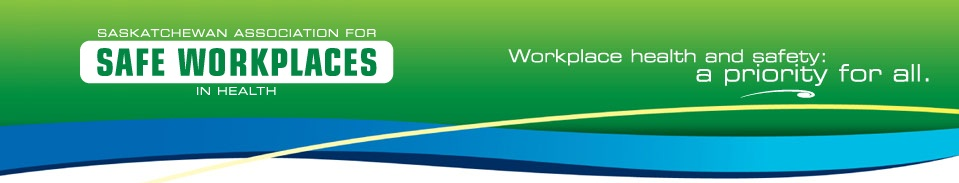 SASKATCHEWAN ASSOCIATION FOR
SAFE WORKPLACES
IN HEALTH
Workplace health and safety:
a priority for all.